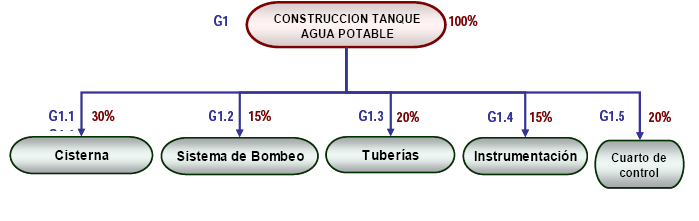 G1
CONSTRUCCION TANQUE
AGUA POTABLE
100%
G1.1 30%
G1.2 15%
G1.3 20%
G1.4 15%
G1.5 20%
Cisterna
Sistema de Bombeo
Tuberías
Instrumentación
Cuarto de
control